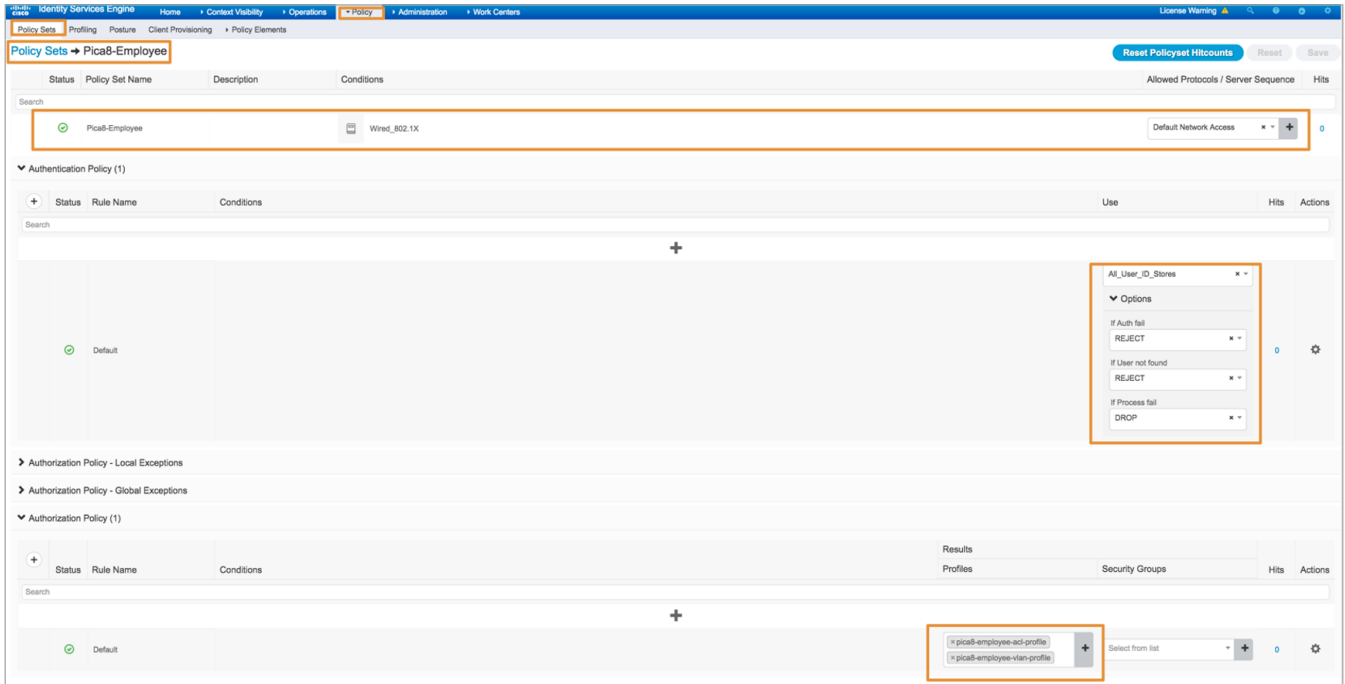 cisco Identity Services Engine Home Context Visibility Operations Policy Administration Work Centers License Warning
Policy Sets Profiling Posture Client Provisioning Policy Elements
Policy Sets → Pica8-Employee Reset Policyset Hitcounts Reset Save
Status Policy Set Name Description Conditions Allowed Protocols / Server Sequence Hits
Search
Pica8-Employee Wired_802.1X Default Network Access × + 0
Authentication Policy (1)
+ Status Rule Name Conditions Use Hits Actions
Search
+
All_User_ID_Stores ×
Options
If Auth fail
REJECT ×
If User not found
Default 0
REJECT ×
If Process fail
DROP ×
Authorization Policy - Local Exceptions
Authorization Policy - Global Exceptions
Authorization Policy (1)
Results
+ Status Rule Name Conditions Profiles Security Groups Hits Actions
Search
+
Default × pica8-employee-acl-profile + Select from list + 0
× pica8-employee-vlan-profile